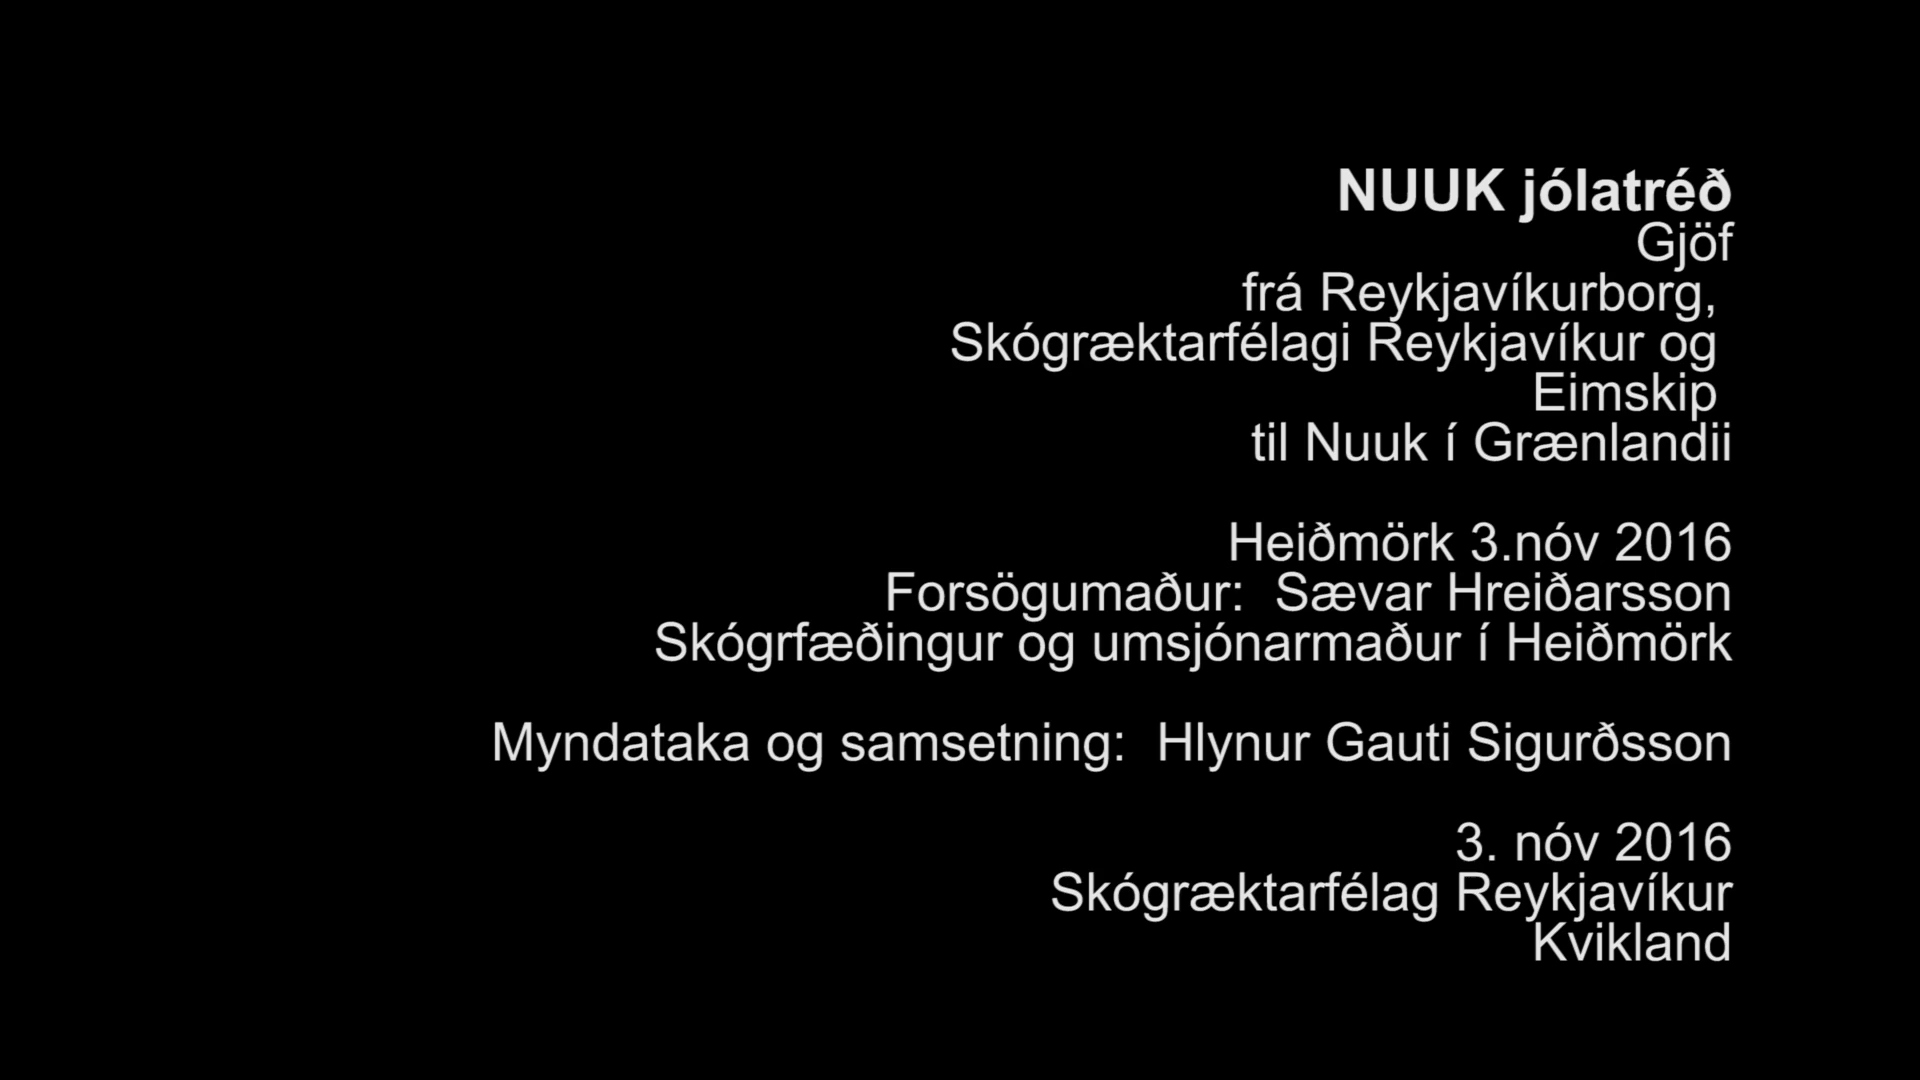 NUUK jólatréð
Gjöf
frá Reykjavíkurborg,
Skógræktarfélagi Reykjavíkur og
Eimskip
til Nuuk í Grænlandii
Heiðmörk 3.nóv 2016
Forsögumaður:  Sævar Hreiðarsson
Skógrfæðingur og umsjónarmaður í Heiðmörk
Myndataka og samsetning:  Hlynur Gauti Sigurðsson
3. nóv 2016
Skógræktarfélag Reykjavíkur
Kvikland